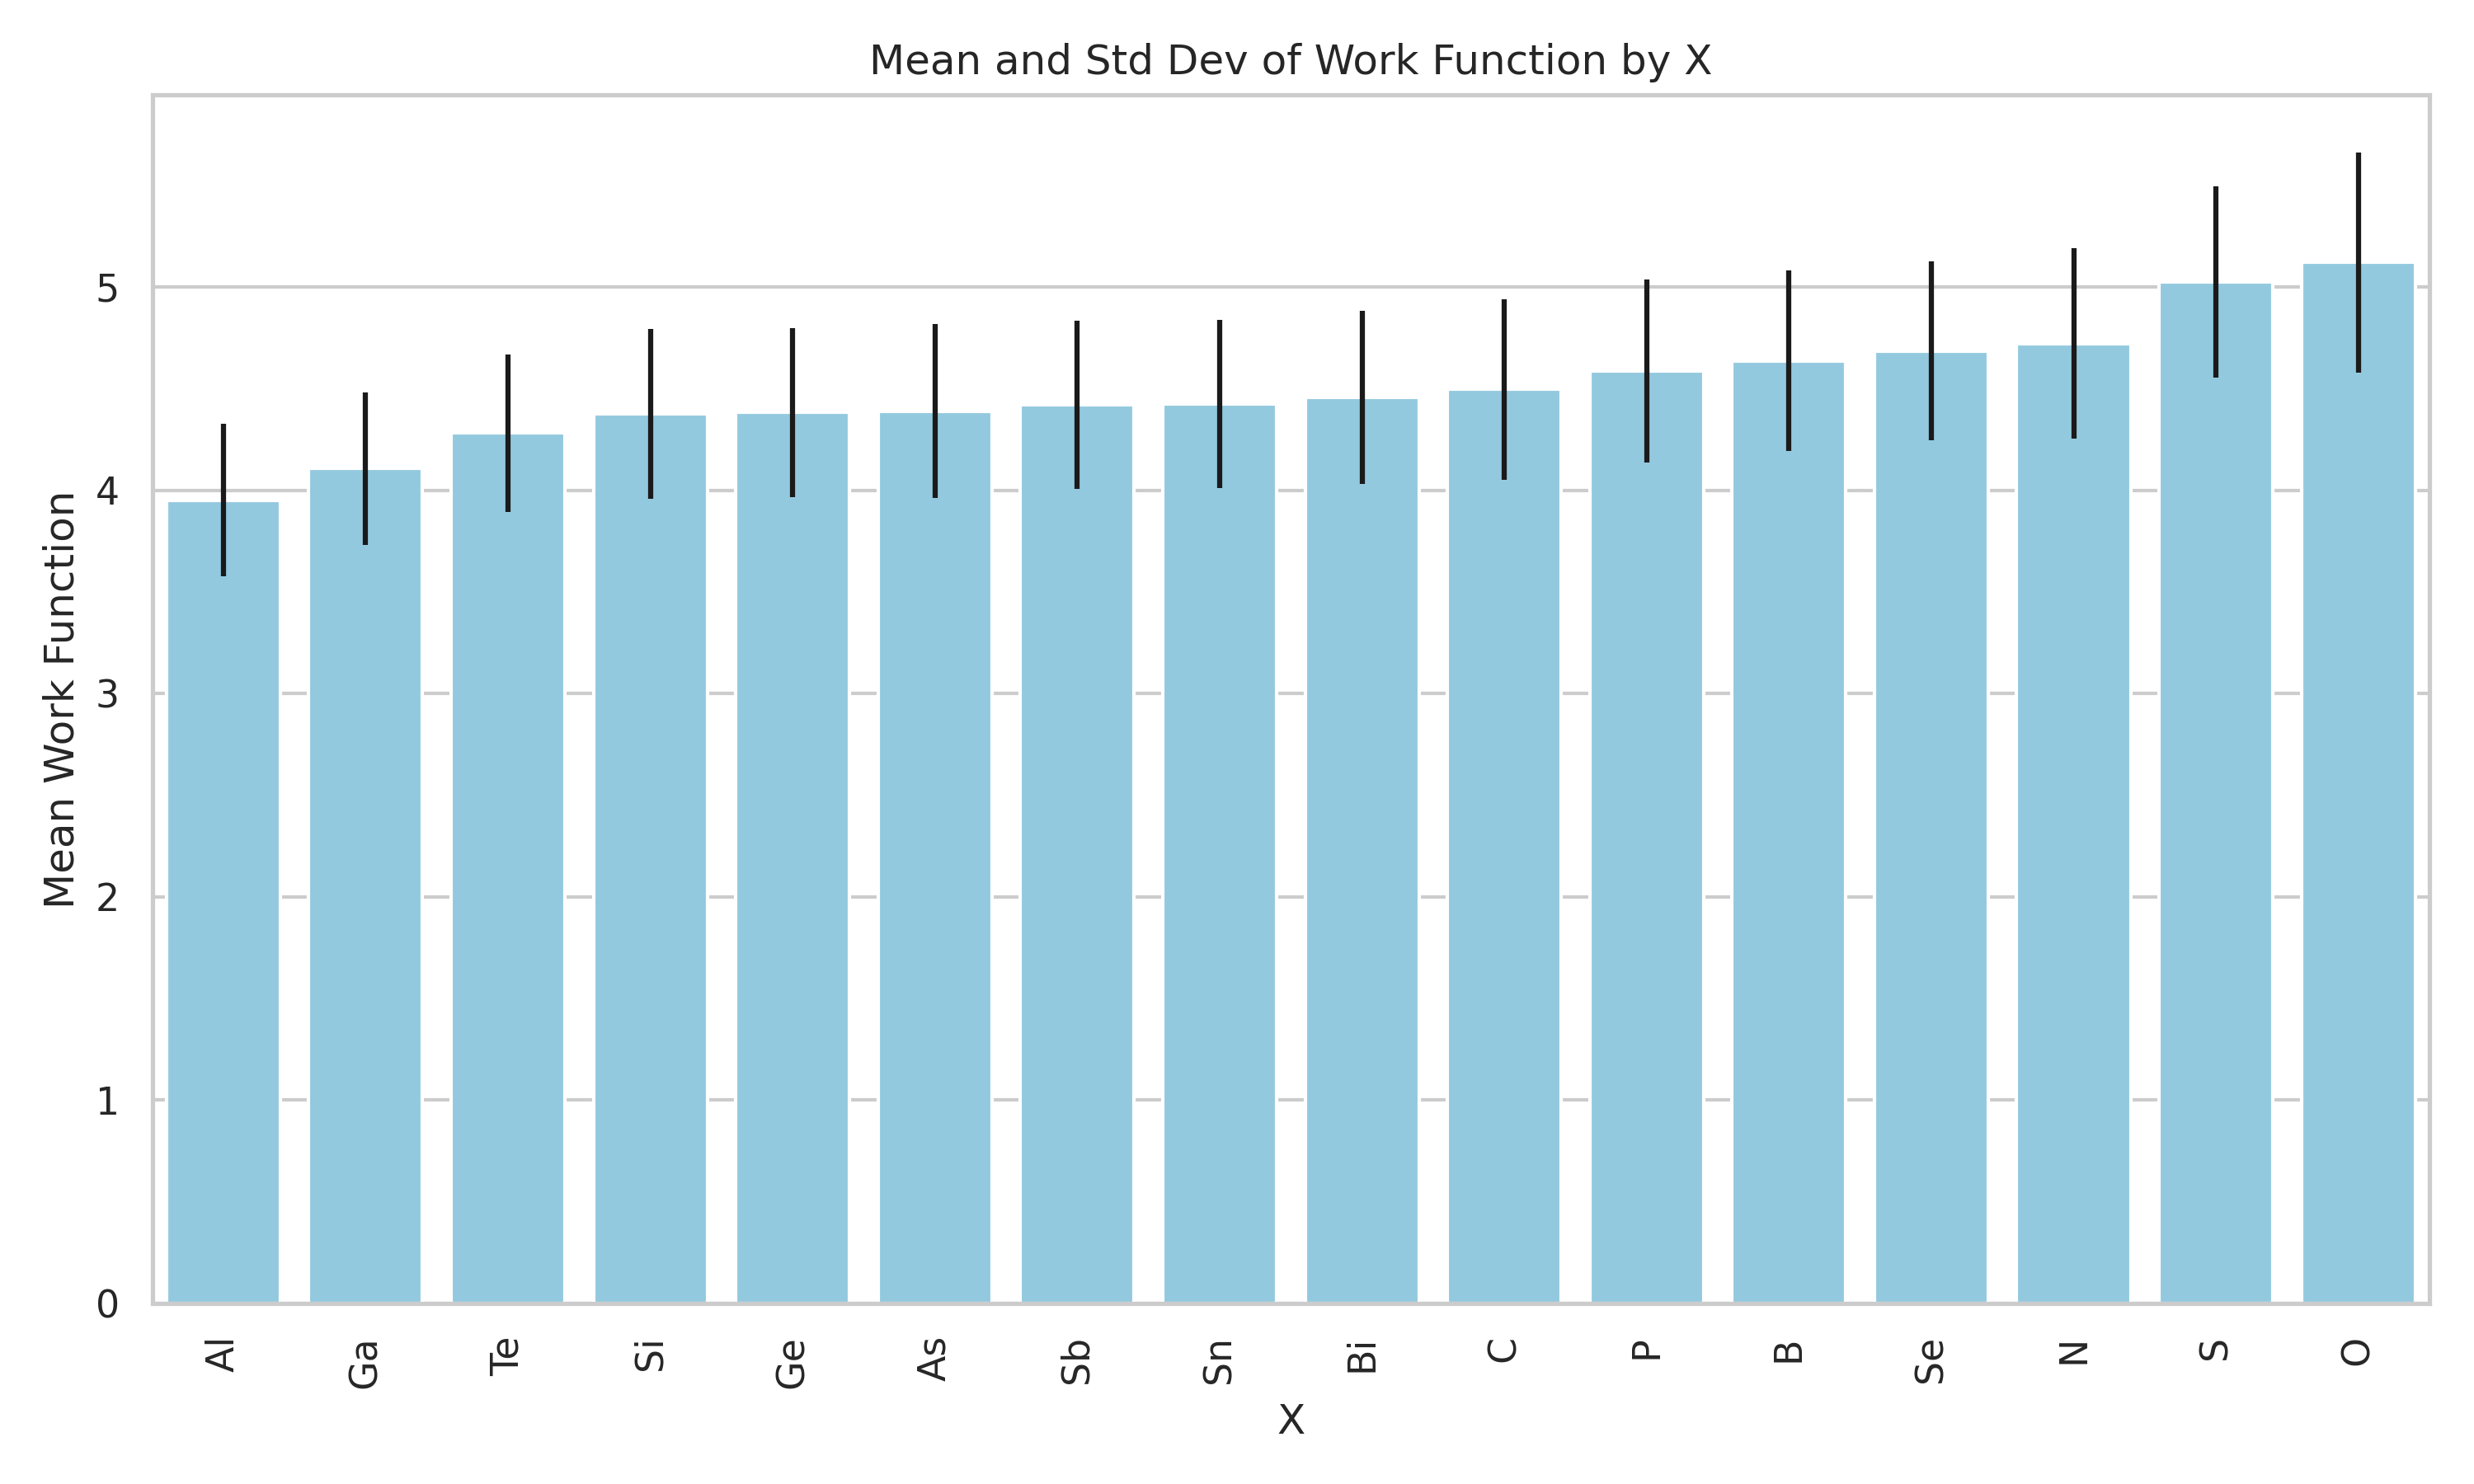 Mean and Std Dev of Work Function by X
Mean Work Function
5
4
3
2
1
0
Al
Ga
Te
Si
Ge
As
Sb
Sn
Bi
C
P
B
Se
N
S
O
X